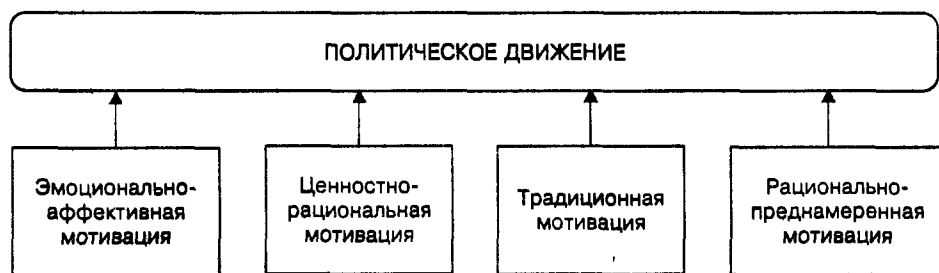 ПОЛИТИЧЕСКОЕ ДВИЖЕНИЕ
Эмоционально-
аффективная
мотивация
Ценностно-
рациональная
мотивация
Традиционная
мотивация
Рационально-
преднамеренная
мотивация